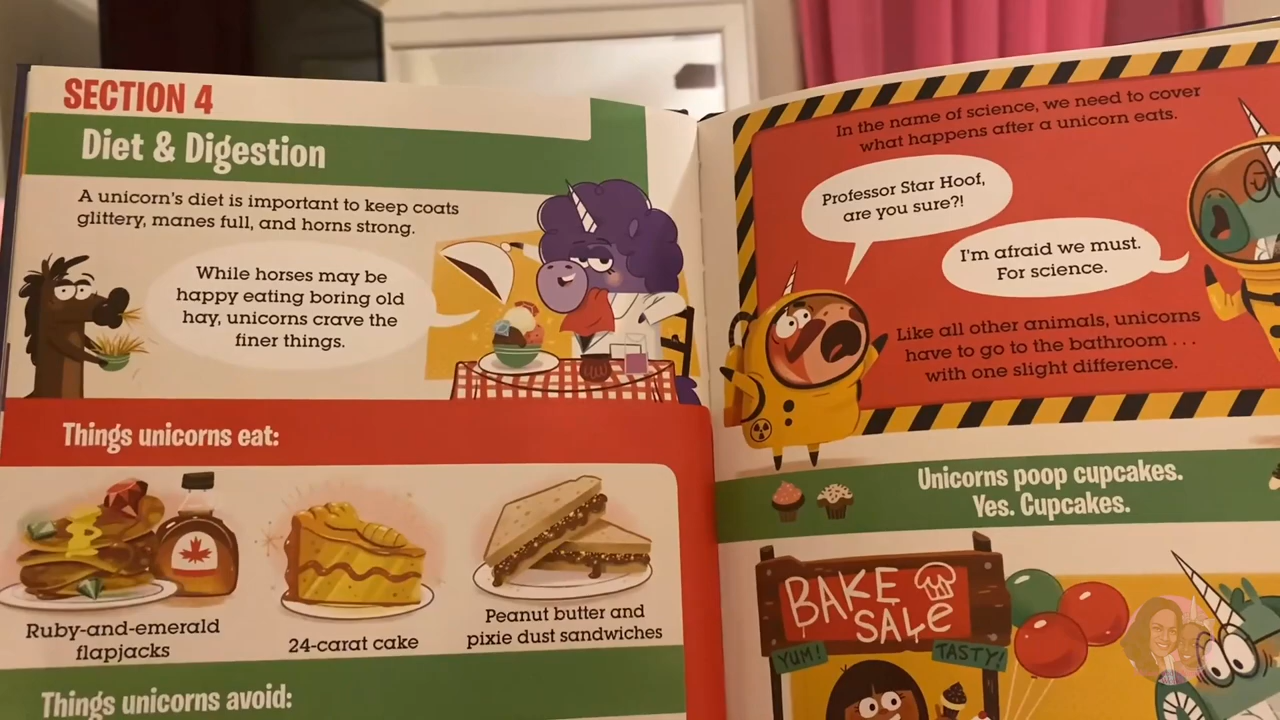 SECTION 4
Diet & Digestion
A unicorn's diet is important to keep coats
glittery, manes full, and horns strong.
While horses may be
happy eating boring old
hay, unicorns crave the
finer things.
Things unicorns eat:
Ruby-and-emerald
flapjacks
24-carat cake
Peanut butter and
pixie dust sandwiches
Things unicorns avoid:
In the name of science, we need to cover
what happens after a unicorn eats.
Professor Star Hoof,
are you sure?!
I'm afraid we must.
For science.
Like all other animals, unicorns
have to go to the bathroom . . .
with one slight difference.
Unicorns poop cupcakes.
Yes. Cupcakes.
BAKE
SALE
YUM!
TASTY!